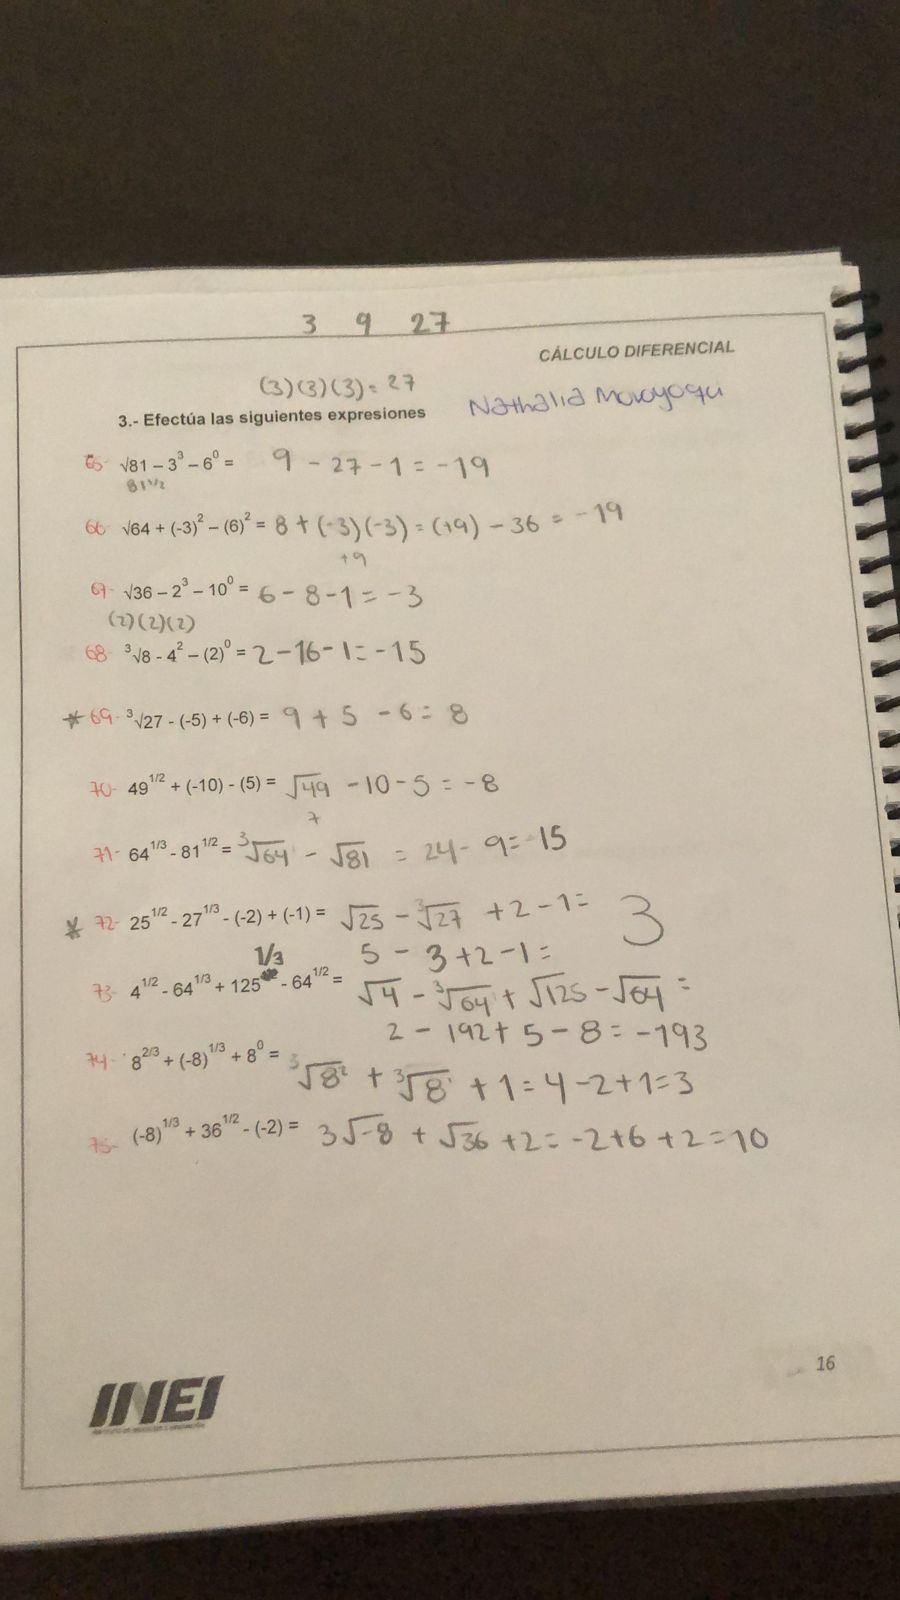 3 9 27
CÁLCULO DIFERENCIAL
(3)(3)(3)= 27
3.- Efectúa las siguientes expresiones Nathalia Moroyoqui
65- √81 – 3³ – 6⁰ = 9 - 27 - 1 = -19
81 1/2
66- √64 + (-3)² – (6)² = 8 + (-3)(-3) = (+9) - 36 = -19
+9
67- √36 – 2³ – 10⁰ = 6 - 8 - 1 = -3
(2)(2)(2)
68- ³√8 - 4² – (2)⁰ = 2 - 16 - 1 = -15
* 69- ³√27 - (-5) + (-6) = 9 + 5 - 6 = 8
70- 49^1/2 + (-10) - (5) = √49 - 10 - 5 = -8
7
71- 64^1/3 - 81^1/2 = ³√64 - √81 = 24 - 9 = 15
* 72- 25^1/2 - 27^1/3 - (-2) + (-1) = √25 - ³√27 + 2 - 1 = 3
5 - 3 + 2 - 1 =
1/3
73- 4^1/2 - 64^1/3 + 125 - 64^1/2 = √4 - ³√64 + √125 - √64 =
2 - 192 + 5 - 8 = -193
74- 8^2/3 + (-8)^1/3 + 8⁰ = ³√8² + ³√8¹ + 1 = 4 - 2 + 1 = 3
75- (-8)^1/3 + 36^1/2 - (-2) = 3√-8 + √36 + 2 = -2 + 6 + 2 = 10
16
INEI